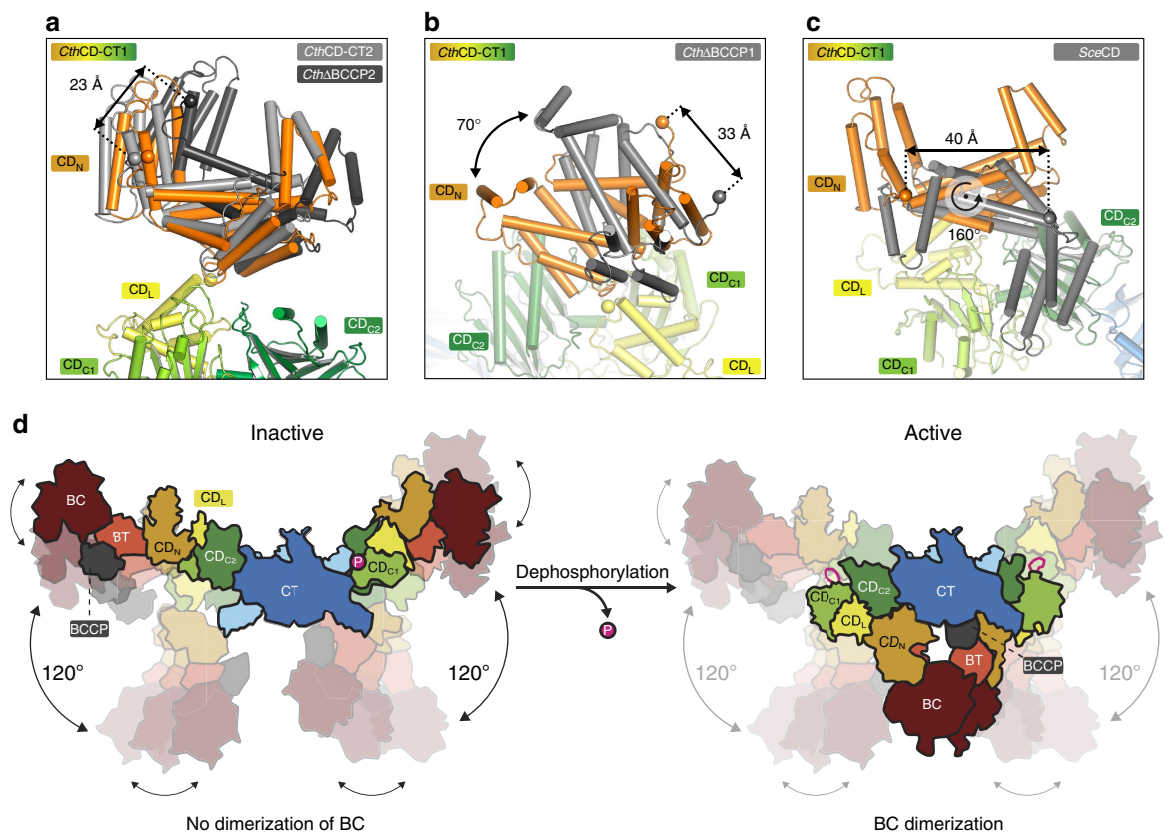 a
CthCD-CT1
CthCD-CT2
CthΔBCCP2
23 Å
CDN
CDL
CDC1
CDC2
b
CthCD-CT1
CthΔBCCP1
70°
33 Å
CDN
CDC1
CDC2
CDL
c
CthCD-CT1
SceCD
40 Å
CDN
160°
CDC2
CDL
CDC1
d
Inactive
Active
BC
CDL
BT
CDN
CDC2
P
CDC1
CT
BCCP
120°
120°
No dimerization of BC
Dephosphorylation
P
CDC1
CDC2
CT
CDL
CDN
BT
BCCP
BC
120°
120°
BC dimerization